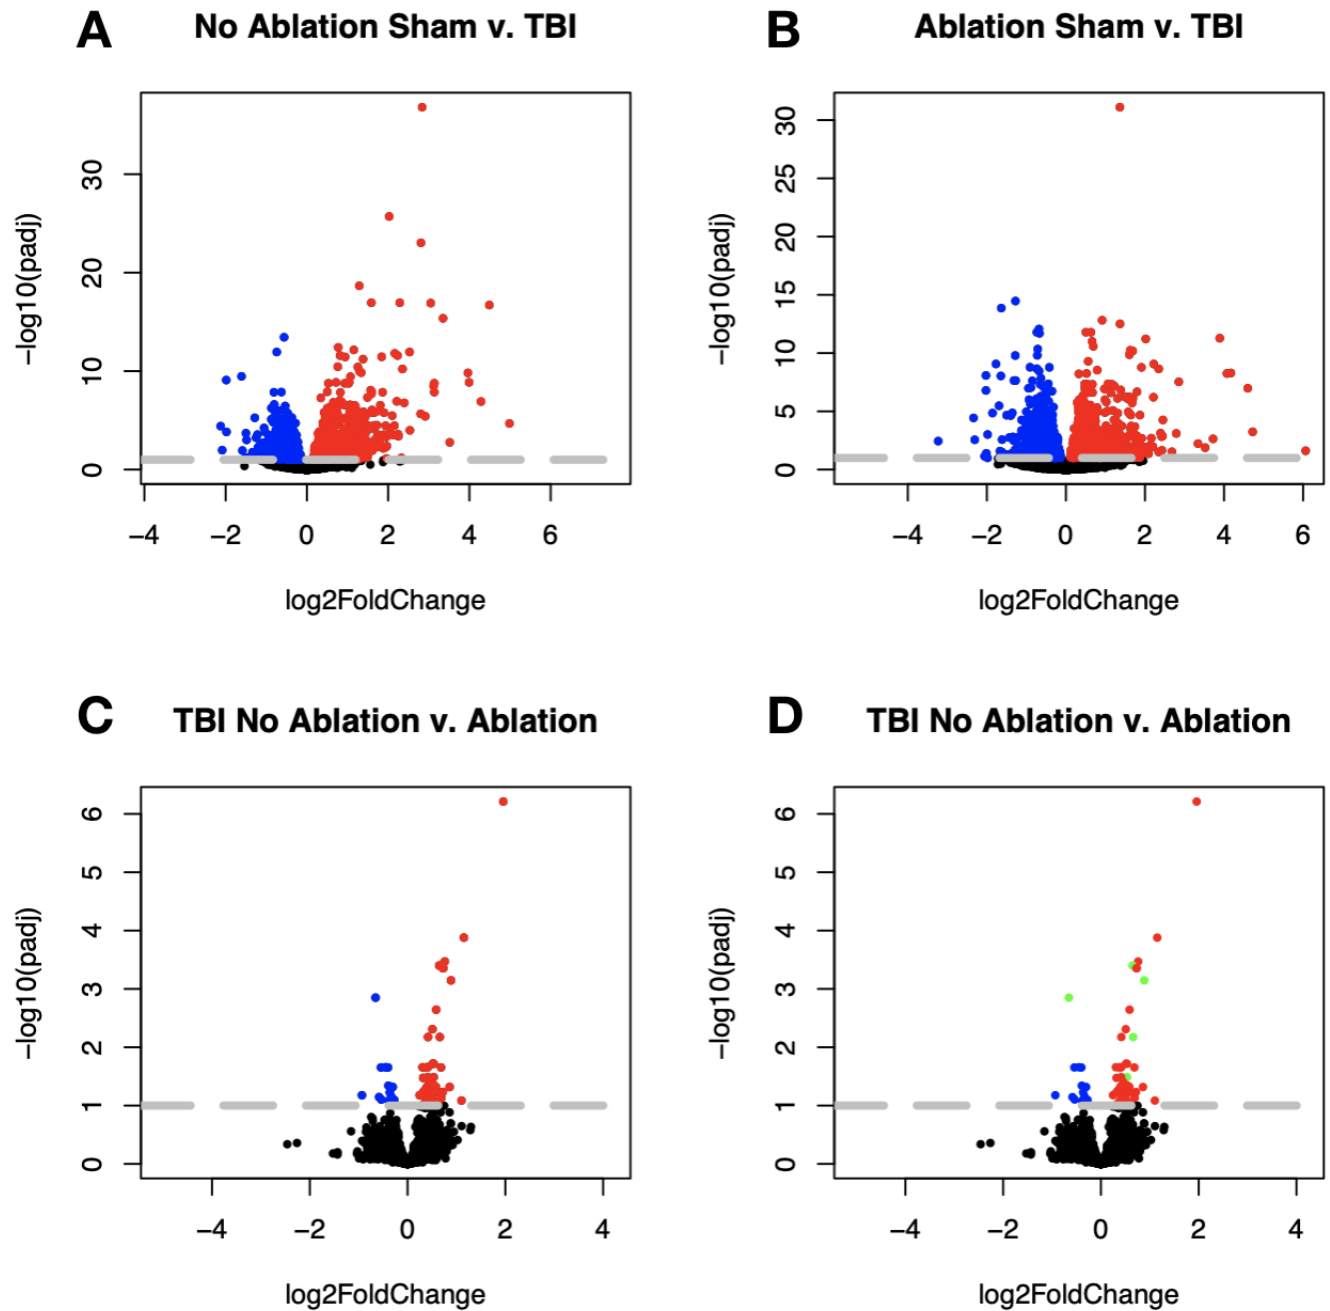 A No Ablation Sham v. TBI
−log10(padj)
30
20
10
0
−4 −2 0 2 4 6
log2FoldChange
B Ablation Sham v. TBI
−log10(padj)
30
25
20
15
10
5
0
−4 −2 0 2 4 6
log2FoldChange
C TBI No Ablation v. Ablation
−log10(padj)
6
5
4
3
2
1
0
−4 −2 0 2 4
log2FoldChange
D TBI No Ablation v. Ablation
−log10(padj)
6
5
4
3
2
1
0
−4 −2 0 2 4
log2FoldChange